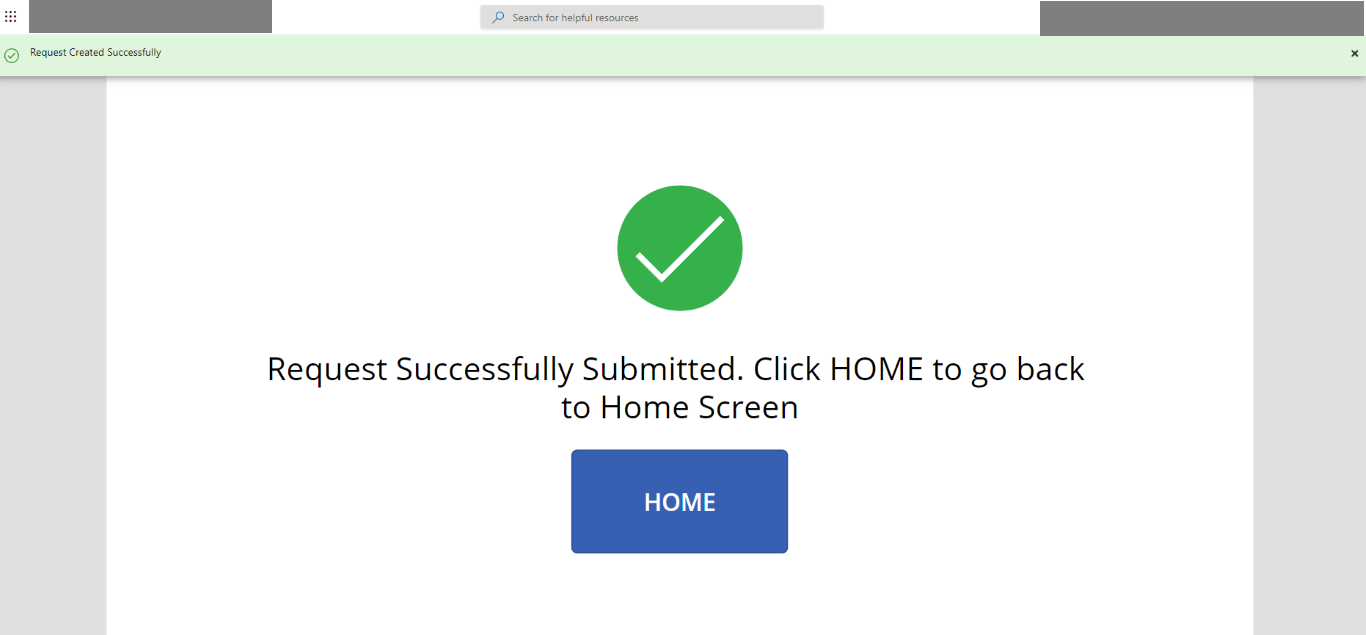 Search for helpful resources
Request Created Successfully
Request Successfully Submitted. Click HOME to go back
to Home Screen
HOME